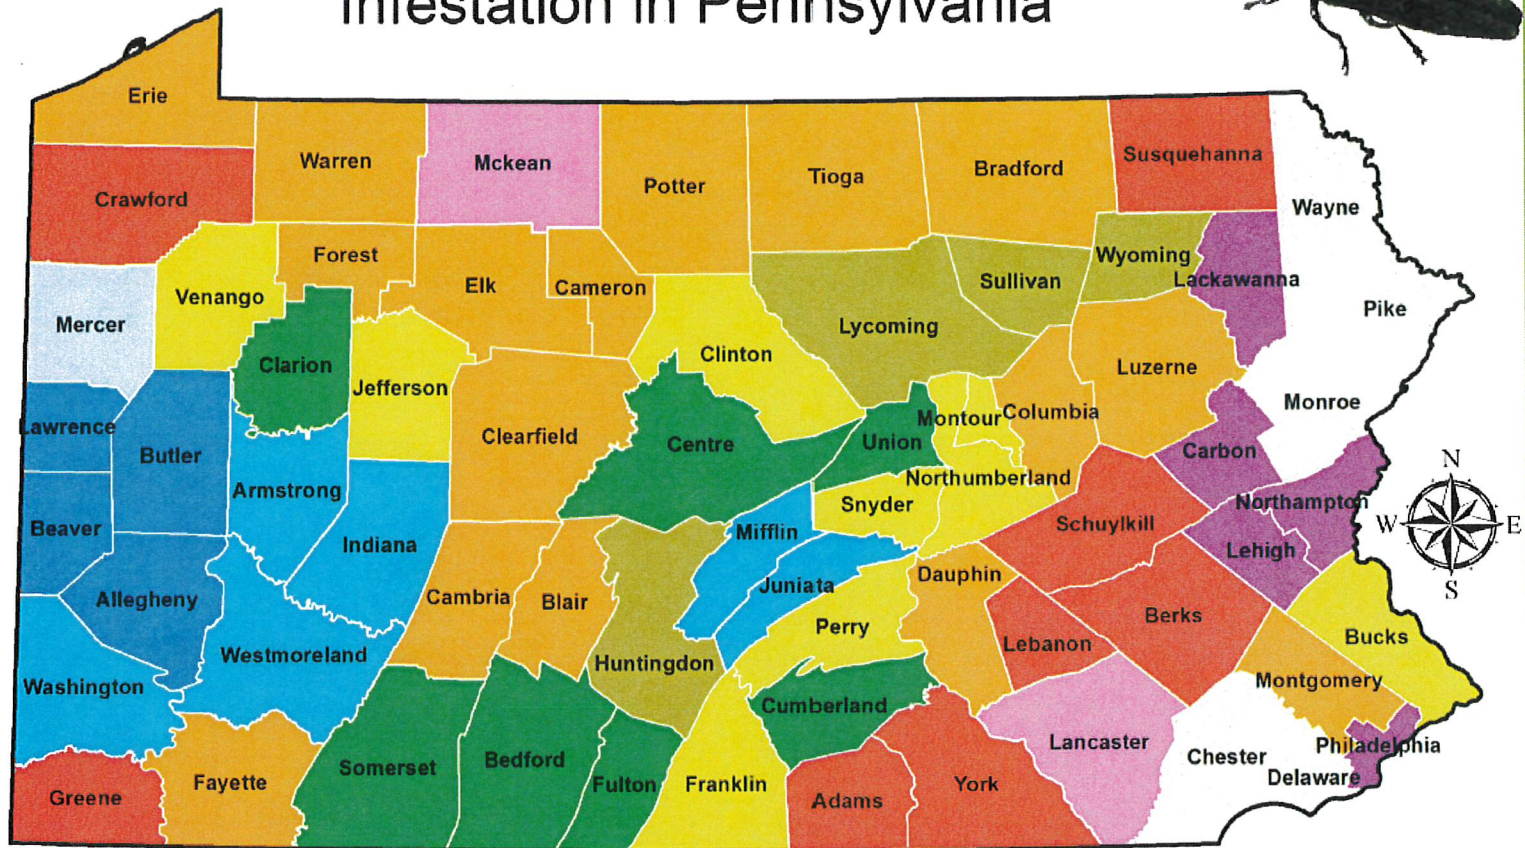 Infestation in Pennsylvania
Erie
Warren
Mckean
Potter
Tioga
Bradford
Susquehanna
Crawford
Wayne
Forest
Wyoming
Lackawanna
Venango
Elk
Cameron
Sullivan
Mercer
Pike
Lycoming
Clarion
Clinton
Luzerne
Jefferson
Monroe
Lawrence
Montour
Columbia
Butler
Clearfield
Centre
Union
Carbon
N
Armstrong
Northumberland
Northampton
Snyder
Beaver
Mifflin
Schuylkill
W
E
Indiana
Lehigh
Juniata
Dauphin
S
Allegheny
Cambria
Blair
Berks
Perry
Bucks
Lebanon
Westmoreland
Huntingdon
Washington
Montgomery
Cumberland
Lancaster
Philadelphia
Somerset
Bedford
Chester
Delaware
Fayette
Fulton
Franklin
York
Greene
Adams